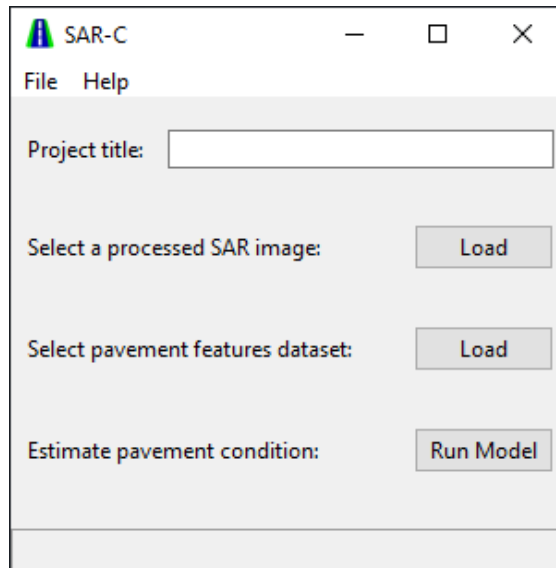 SAR-C
File Help
Project title:
Select a processed SAR image: Load
Select pavement features dataset: Load
Estimate pavement condition: Run Model